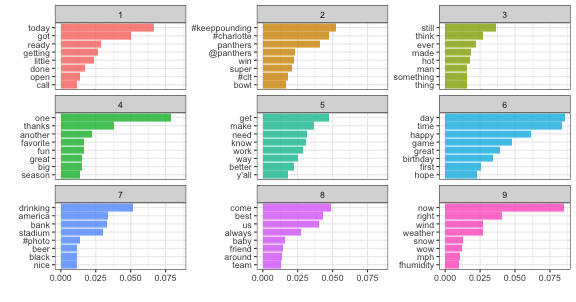 1
today
got
ready
getting
little
done
open
call
2
#keeppounding
#charlotte
panthers
@panthers
win
super
#clt
bowl
3
still
think
ever
made
hot
man
something
thing
4
one
thanks
another
favorite
fun
great
big
season
5
get
make
need
know
work
way
better
y'all
6
day
time
happy
game
great
birthday
first
hope
7
drinking
america
bank
stadium
#photo
beer
black
nice
0.000 0.025 0.050 0.075
8
come
best
us
always
baby
friend
around
team
0.000 0.025 0.050 0.075
9
now
right
wind
weather
snow
wow
mph
fhumidity
0.000 0.025 0.050 0.075